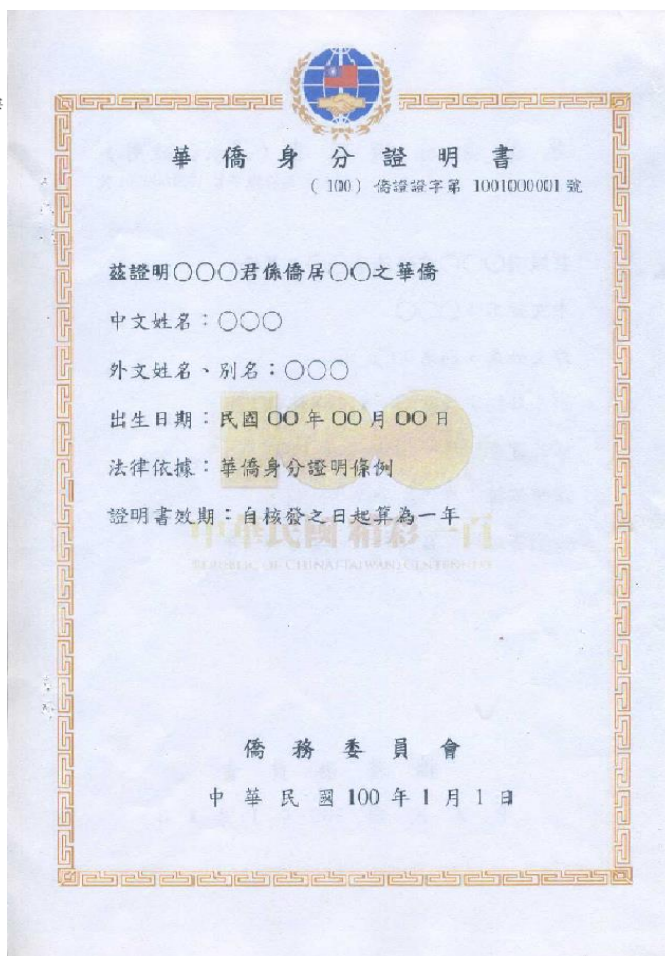 華僑身分證明書
(100) 僑證證字第 1001000001 號
茲證明○○○君係僑居○○之華僑
中文姓名：○○○
外文姓名、別名：○○○
出生日期：民國 00 年 00 月 00 日
法律依據：華僑身分證明條例
證明書效期：自核發之日起算為一年
100
中華民國 精彩一百
REPUBLIC OF CHINA (TAIWAN) CENTENNIAL
僑務委員會
中華民國 100 年 1 月 1 日